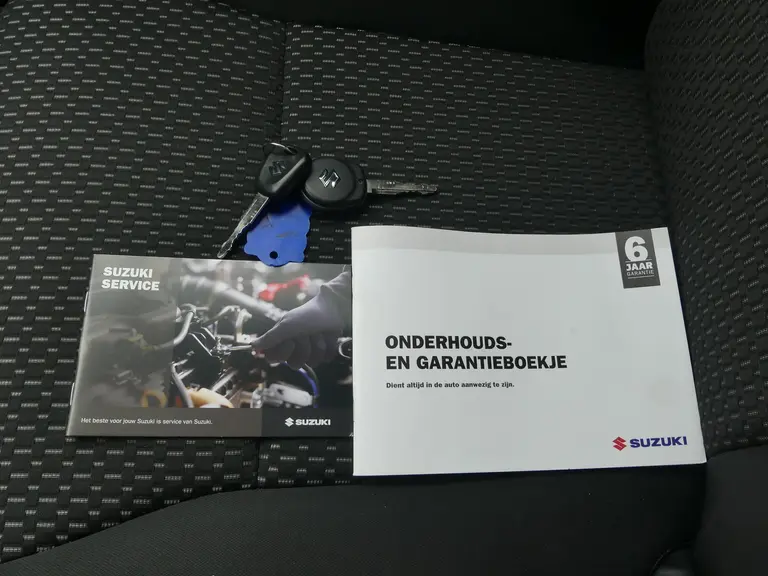 SUZUKI
SERVICE
Het beste voor jouw Suzuki is service van Suzuki.
SUZUKI
6
JAAR
GARANTIE
ONDERHOUDS-
EN GARANTIEBOEKJE
Dient altijd in de auto aanwezig te zijn.
SUZUKI